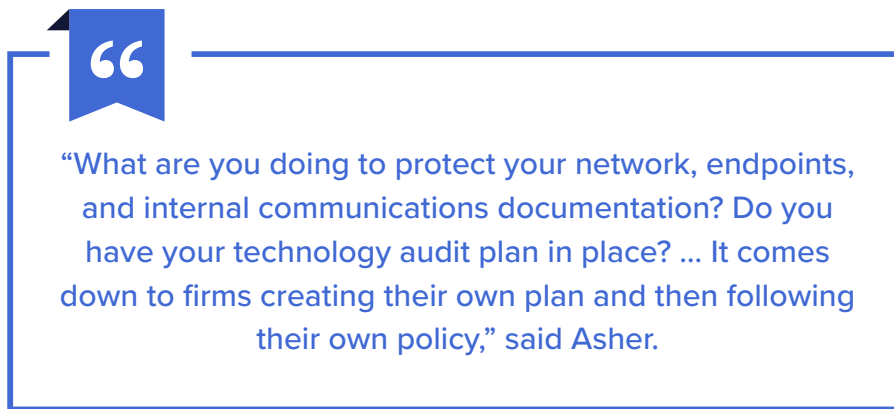 “
“What are you doing to protect your network, endpoints,
and internal communications documentation? Do you
have your technology audit plan in place? ... It comes
down to firms creating their own plan and then following
their own policy,” said Asher.